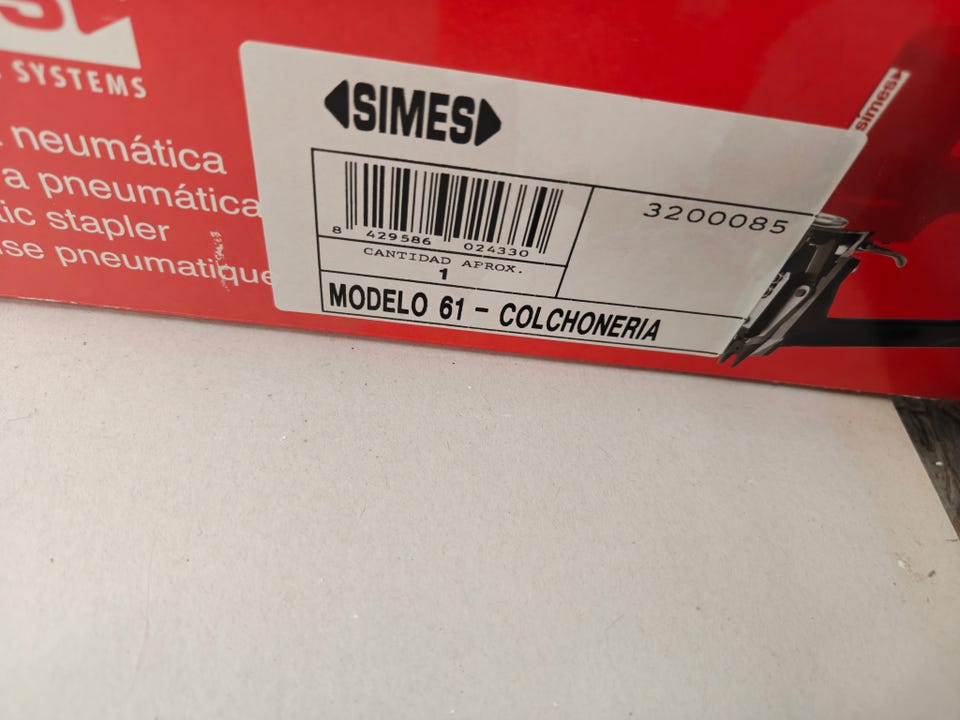 SYSTEMS
neumática
a pneumática
tic stapler
se pneumatique
SIMES
simes
8 429586 024330
CANTIDAD APROX.
1
3200085
MODELO 61 - COLCHONERIA